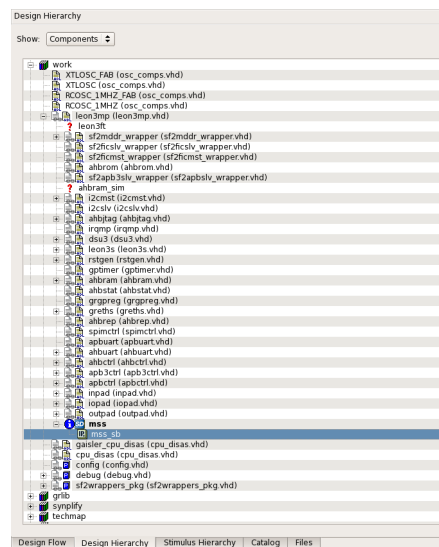 Design Hierarchy
Show: Components
work
XTLOSC_FAB (osc_comps.vhd)
XTLOSC (osc_comps.vhd)
RCOSC_1MHZ_FAB (osc_comps.vhd)
RCOSC_1MHZ (osc_comps.vhd)
leon3mp (leon3mp.vhd)
? leon3ft
sf2mddr_wrapper (sf2mddr_wrapper.vhd)
sf2ficslv_wrapper (sf2ficslv_wrapper.vhd)
sf2ficmst_wrapper (sf2ficmst_wrapper.vhd)
ahbrom (ahbrom.vhd)
sf2apb3slv_wrapper (sf2apbslv_wrapper.vhd)
? ahbram_sim
i2cmst (i2cmst.vhd)
i2cslv (i2cslv.vhd)
ahbjtag (ahbjtag.vhd)
irqmp (irqmp.vhd)
dsu3 (dsu3.vhd)
leon3s (leon3s.vhd)
rstgen (rstgen.vhd)
gptimer (gptimer.vhd)
ahbram (ahbram.vhd)
ahbstat (ahbstat.vhd)
grgpreg (grgpreg.vhd)
greths (greths.vhd)
ahbrep (ahbrep.vhd)
spimctrl (spimctrl.vhd)
apbuart (apbuart.vhd)
ahbuart (ahbuart.vhd)
ahbctrl (ahbctrl.vhd)
apb3ctrl (apb3ctrl.vhd)
apbctrl (apbctrl.vhd)
inpad (inpad.vhd)
iopad (iopad.vhd)
outpad (outpad.vhd)
i SD mss
mss_sb
gaisler_cpu_disas (cpu_disas.vhd)
cpu_disas (cpu_disas.vhd)
config (config.vhd)
debug (debug.vhd)
sf2wrappers_pkg (sf2wrappers_pkg.vhd)
grlib
synplify
techmap
Design Flow Design Hierarchy Stimulus Hierarchy Catalog Files